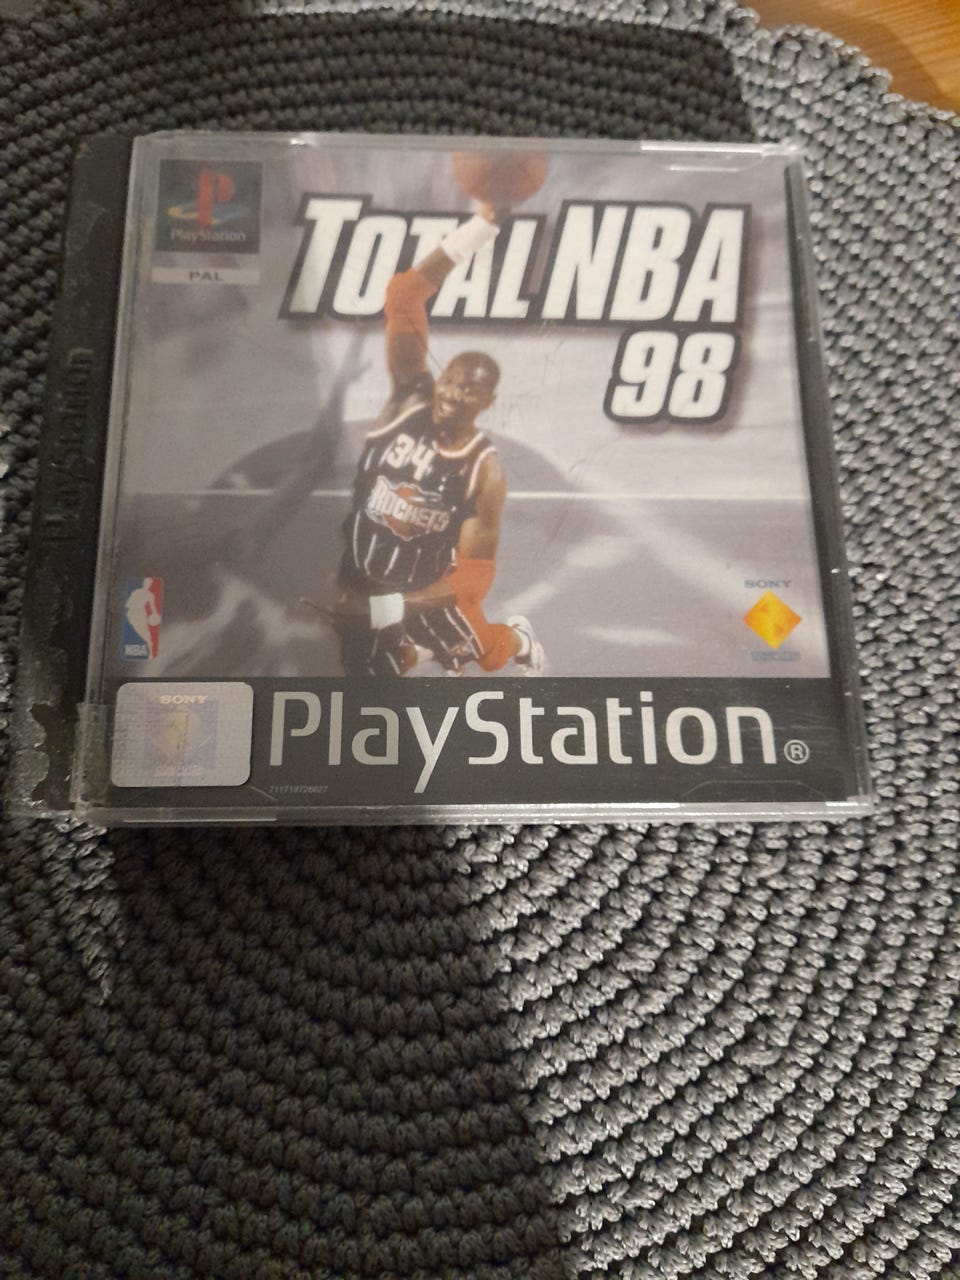 PlayStation
PAL
TOTAL NBA
98
PlayStation
34
ROCKETS
NBA
SONY
SONY
PlayStation®